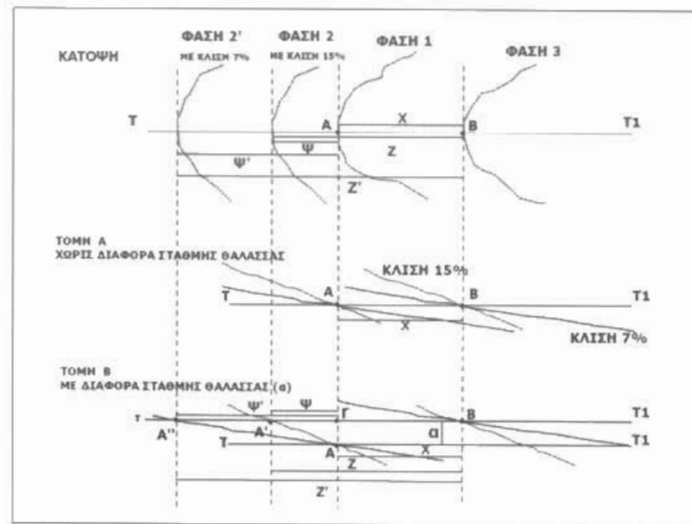 ΦΑΣΗ 2' ΦΑΣΗ 2 ΦΑΣΗ 1 ΦΑΣΗ 3
ΚΑΤΟΨΗ ΜΕ ΚΛΙΣΗ 7% ΜΕ ΚΛΙΣΗ 15%
Τ Α Χ Β Τ1
Ψ Ζ
Ψ'
Ζ'
ΤΟΜΗ Α
ΧΩΡΙΣ ΔΙΑΦΟΡΑ ΣΤΑΘΜΗΣ ΘΑΛΑΣΣΑΣ
ΚΛΙΣΗ 15%
Τ Α Β Τ1
Χ
ΚΛΙΣΗ 7%
ΤΟΜΗ Β
ΜΕ ΔΙΑΦΟΡΑ ΣΤΑΘΜΗΣ ΘΑΛΑΣΣΑΣ (α)
Ψ' Ψ
Τ Γ Β Τ1
Α'' Α' α
Τ Α Χ Τ1
Ζ
Ζ'